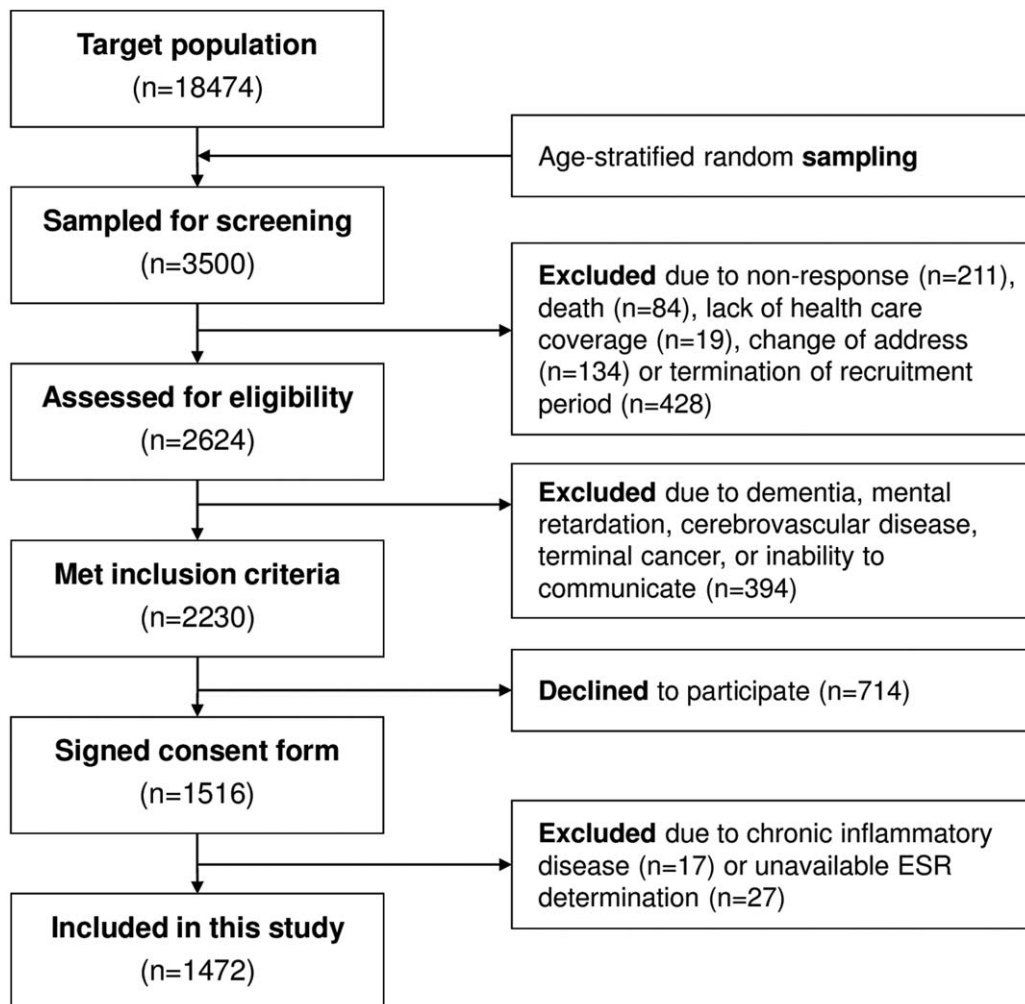 Target population
(n=18474)
Age-stratified random sampling
Sampled for screening
(n=3500)
Excluded due to non-response (n=211),
death (n=84), lack of health care
coverage (n=19), change of address
(n=134) or termination of recruitment
period (n=428)
Assessed for eligibility
(n=2624)
Excluded due to dementia, mental
retardation, cerebrovascular disease,
terminal cancer, or inability to
communicate (n=394)
Met inclusion criteria
(n=2230)
Declined to participate (n=714)
Signed consent form
(n=1516)
Excluded due to chronic inflammatory
disease (n=17) or unavailable ESR
determination (n=27)
Included in this study
(n=1472)